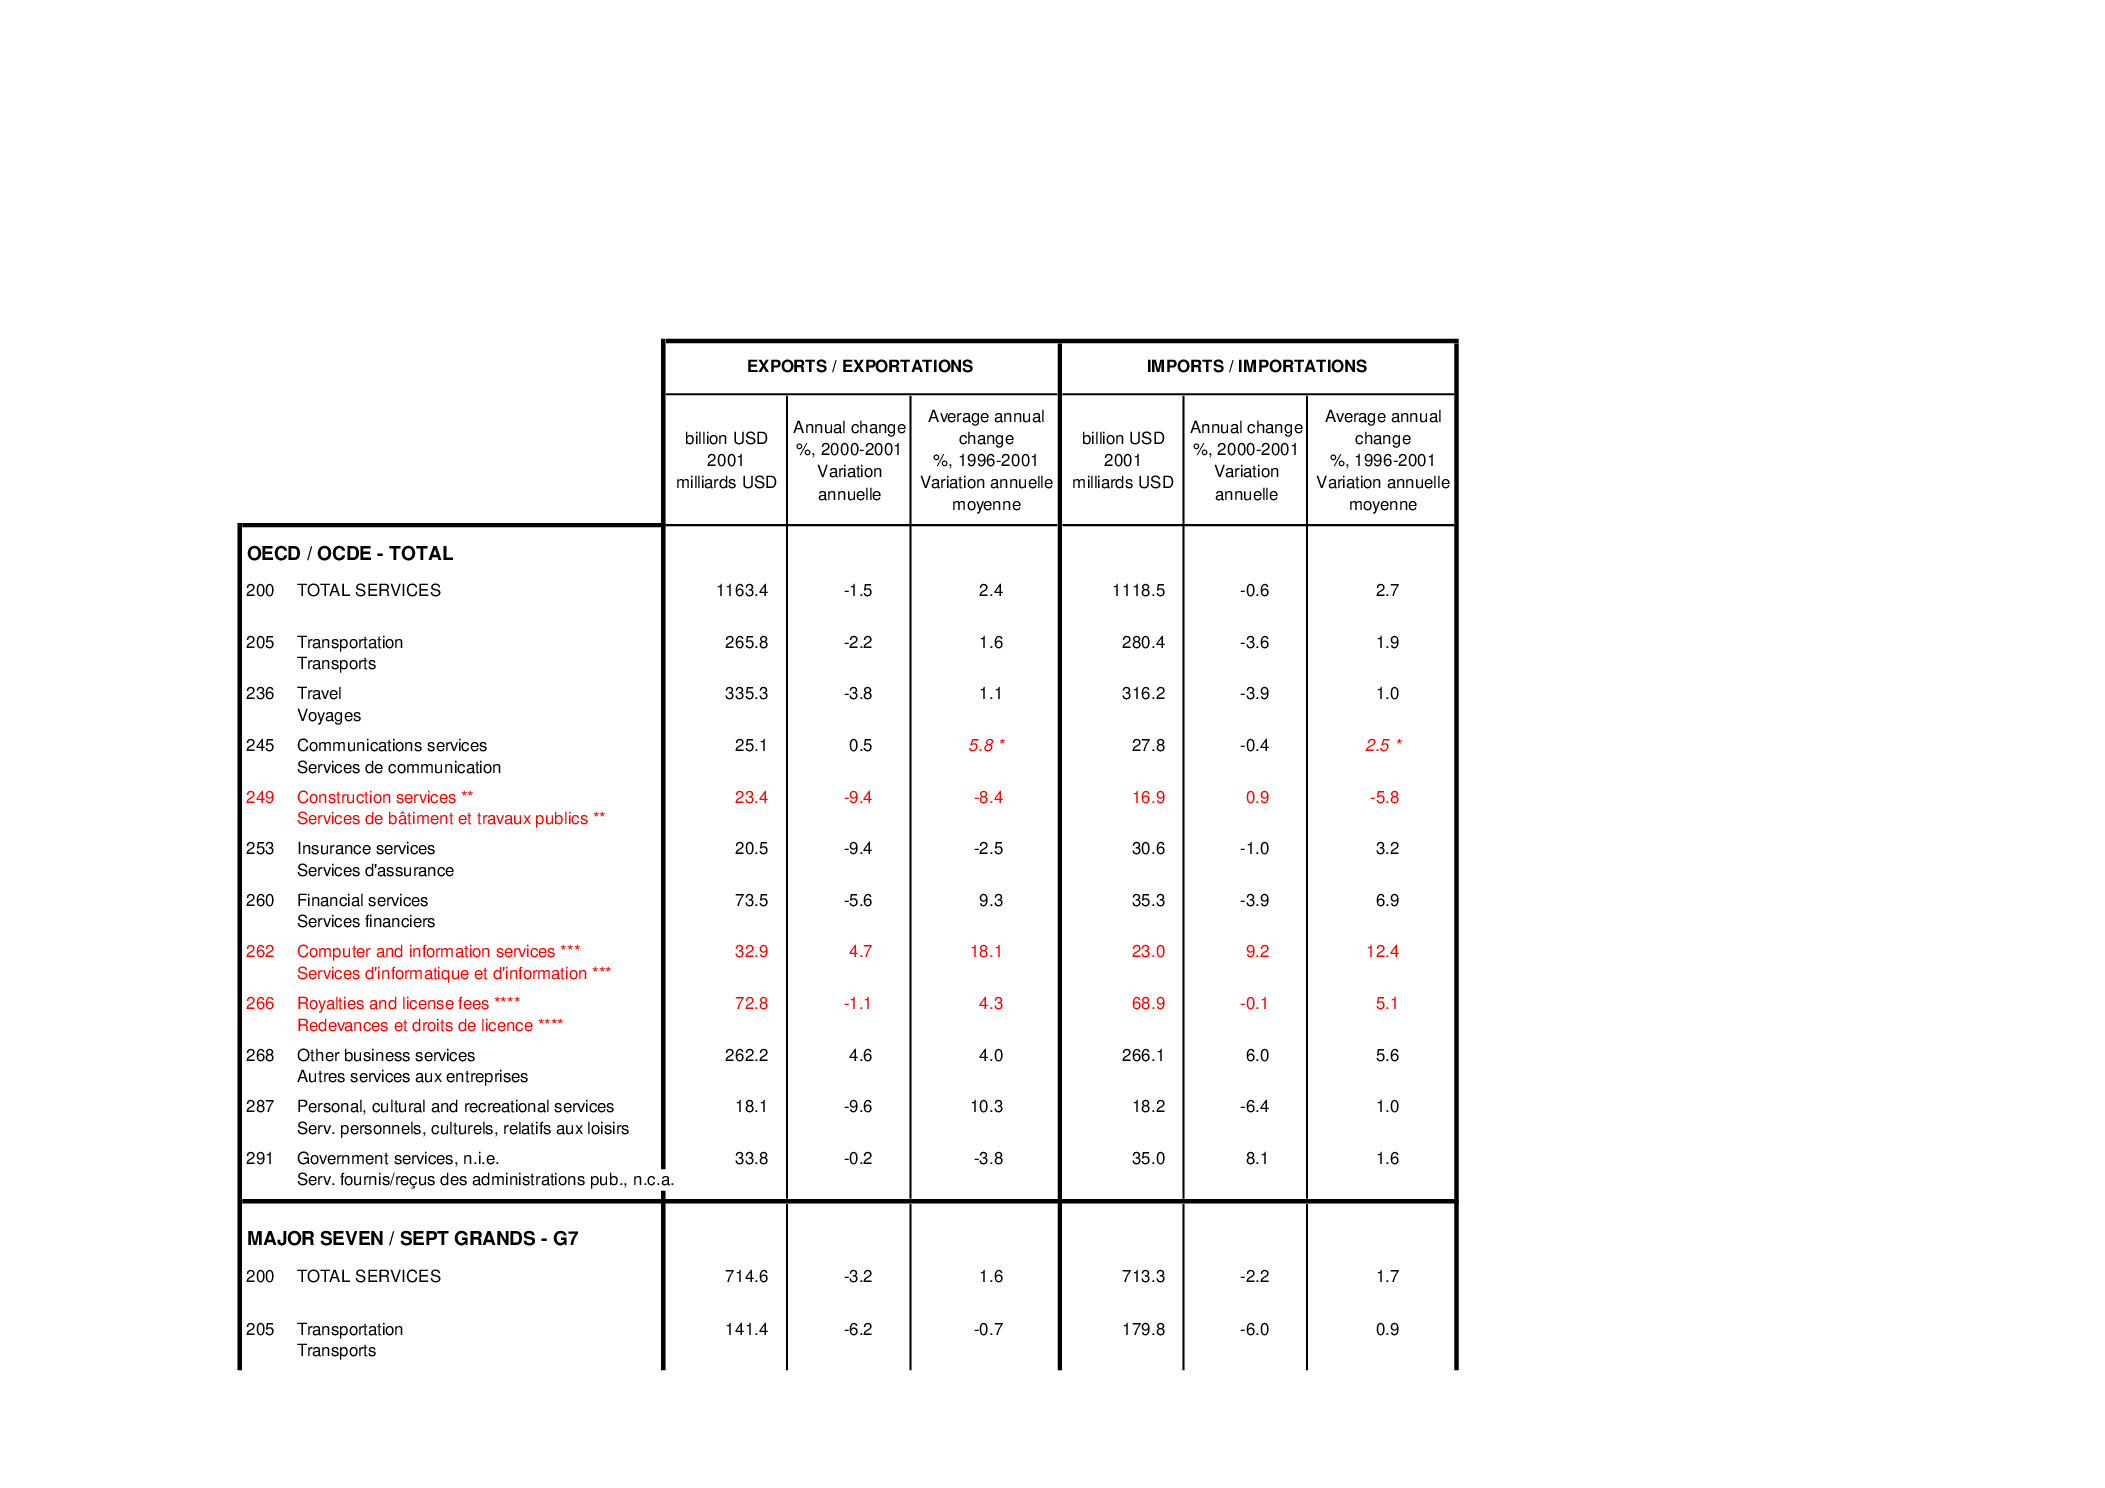 EXPORTS / EXPORTATIONS IMPORTS / IMPORTATIONS
billion USD
2001
milliards USD
Annual change
%, 2000-2001
Variation
annuelle
Average annual
change
%, 1996-2001
Variation annuelle
moyenne
billion USD
2001
milliards USD
Annual change
%, 2000-2001
Variation
annuelle
Average annual
change
%, 1996-2001
Variation annuelle
moyenne
OECD / OCDE - TOTAL
200 TOTAL SERVICES 1163.4 -1.5 2.4 1118.5 -0.6 2.7
205 Transportation 265.8 -2.2 1.6 280.4 -3.6 1.9
Transports
236 Travel 335.3 -3.8 1.1 316.2 -3.9 1.0
Voyages
245 Communications services 25.1 0.5 5.8 * 27.8 -0.4 2.5 *
Services de communication
249 Construction services ** 23.4 -9.4 -8.4 16.9 0.9 -5.8
Services de bâtiment et travaux publics **
253 Insurance services 20.5 -9.4 -2.5 30.6 -1.0 3.2
Services d'assurance
260 Financial services 73.5 -5.6 9.3 35.3 -3.9 6.9
Services financiers
262 Computer and information services *** 32.9 4.7 18.1 23.0 9.2 12.4
Services d'informatique et d'information ***
266 Royalties and license fees **** 72.8 -1.1 4.3 68.9 -0.1 5.1
Redevances et droits de licence ****
268 Other business services 262.2 4.6 4.0 266.1 6.0 5.6
Autres services aux entreprises
287 Personal, cultural and recreational services 18.1 -9.6 10.3 18.2 -6.4 1.0
Serv. personnels, culturels, relatifs aux loisirs
291 Government services, n.i.e. 33.8 -0.2 -3.8 35.0 8.1 1.6
Serv. fournis/reçus des administrations pub., n.c.a.
MAJOR SEVEN / SEPT GRANDS - G7
200 TOTAL SERVICES 714.6 -3.2 1.6 713.3 -2.2 1.7
205 Transportation 141.4 -6.2 -0.7 179.8 -6.0 0.9
Transports